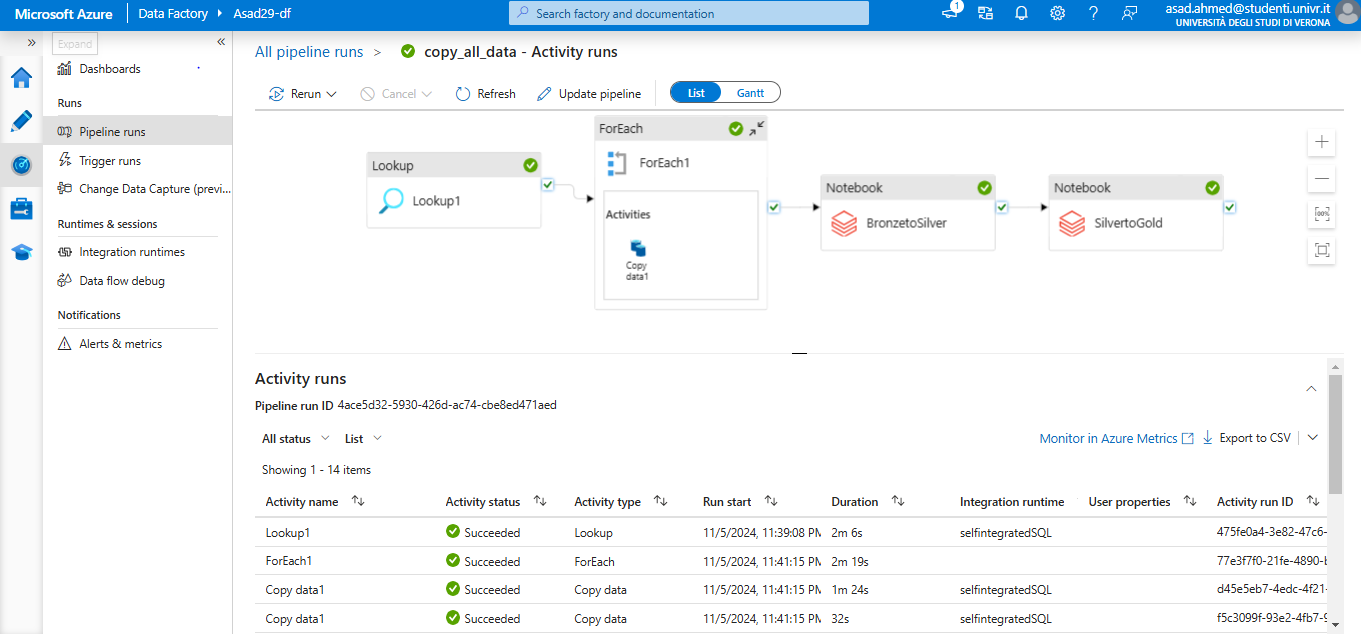 Microsoft Azure
Data Factory
Asad29-df
Search factory and documentation
1
asad.ahmed@studenti.univr.it
UNIVERSITÀ DEGLI STUDI DI VERONA
»
Expand
«
Dashboards
Runs
Pipeline runs
Trigger runs
Change Data Capture (previ...
Runtimes & sessions
Integration runtimes
Data flow debug
Notifications
Alerts & metrics
All pipeline runs > copy_all_data - Activity runs
Rerun Cancel Refresh Update pipeline List Gantt
Lookup
Lookup1
ForEach
ForEach1
Activities
Copy
data1
Notebook
BronzetoSilver
Notebook
SilvertoGold
100%
Activity runs
Pipeline run ID 4ace5d32-5930-426d-ac74-cbe8ed471aed
All status List
Monitor in Azure Metrics Export to CSV
Showing 1 - 14 items
Activity name Activity status Activity type Run start Duration Integration runtime User properties Activity run ID
Lookup1 Succeeded Lookup 11/5/2024, 11:39:08 PM 2m 6s selfintegratedSQL 475fe0a4-3e82-47c6-
ForEach1 Succeeded ForEach 11/5/2024, 11:41:15 PM 2m 19s 77e3f7f0-21fe-4890-b
Copy data1 Succeeded Copy data 11/5/2024, 11:41:15 PM 1m 24s selfintegratedSQL d45e5eb7-4edc-4f21-
Copy data1 Succeeded Copy data 11/5/2024, 11:41:15 PM 32s selfintegratedSQL f5c3099f-93e2-4fb7-9